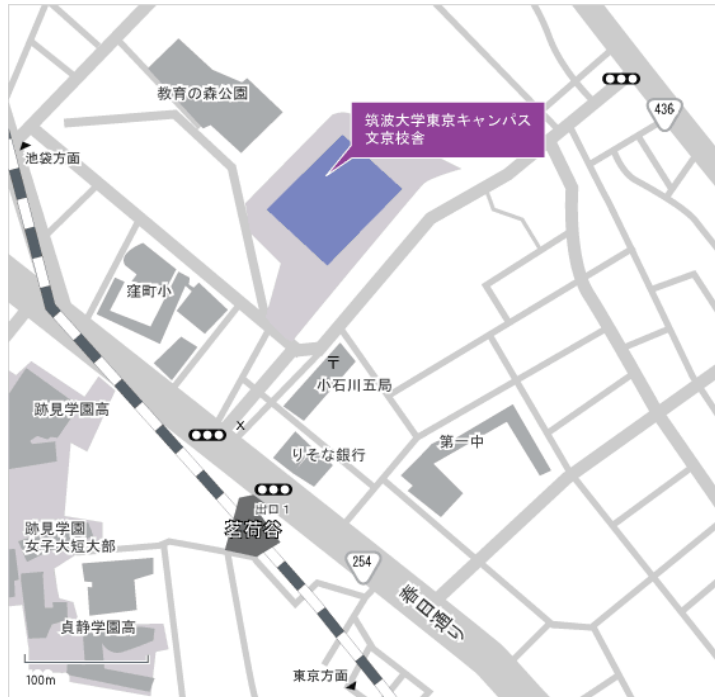 教育の森公園
筑波大学東京キャンパス
文京校舎
436
池袋方面
窪町小
〒
小石川五局
跡見学園高
x
りそな銀行
第一中
出口1
茗荷谷
跡見学園
女子大短大部
254
春日通り
貞静学園高
100m
東京方面